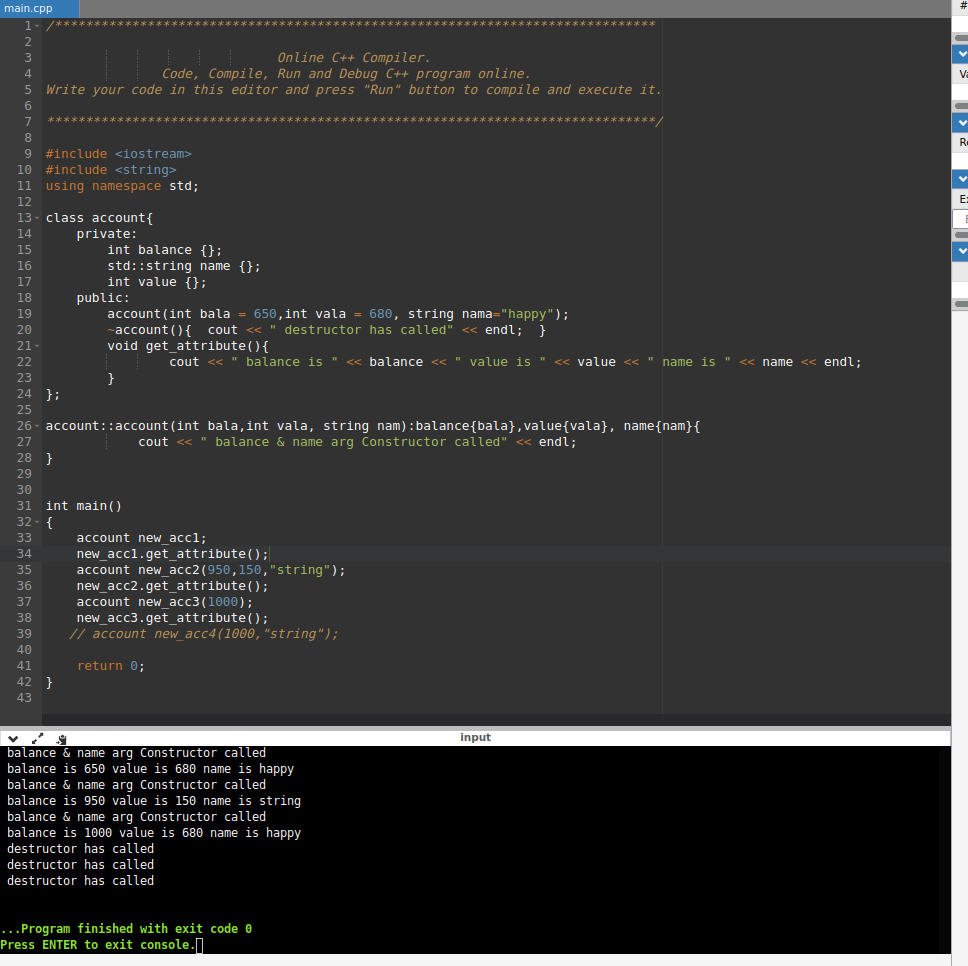 main.cpp
1 /******************************************************************************
2
3 Online C++ Compiler.
4 Code, Compile, Run and Debug C++ program online.
5 Write your code in this editor and press "Run" button to compile and execute it.
6
7 *******************************************************************************/
8
9 #include <iostream>
10 #include <string>
11 using namespace std;
12
13 class account{
14 private:
15 int balance {};
16 std::string name {};
17 int value {};
18 public:
19 account(int bala = 650,int vala = 680, string nama="happy");
20 ~account(){  cout << " destructor has called" << endl;  }
21 void get_attribute(){
22 cout << " balance is " << balance << " value is " << value << " name is " << name << endl;
23 }
24 };
25
26 account::account(int bala,int vala, string nam):balance{bala},value{vala}, name{nam}{
27 cout << " balance & name arg Constructor called" << endl;
28 }
29
30
31 int main()
32 {
33 account new_acc1;
34 new_acc1.get_attribute();
35 account new_acc2(950,150,"string");
36 new_acc2.get_attribute();
37 account new_acc3(1000);
38 new_acc3.get_attribute();
39 // account new_acc4(1000,"string");
40
41 return 0;
42 }
43
input
balance & name arg Constructor called
balance is 650 value is 680 name is happy
balance & name arg Constructor called
balance is 950 value is 150 name is string
balance & name arg Constructor called
balance is 1000 value is 680 name is happy
destructor has called
destructor has called
destructor has called
...Program finished with exit code 0
Press ENTER to exit console.